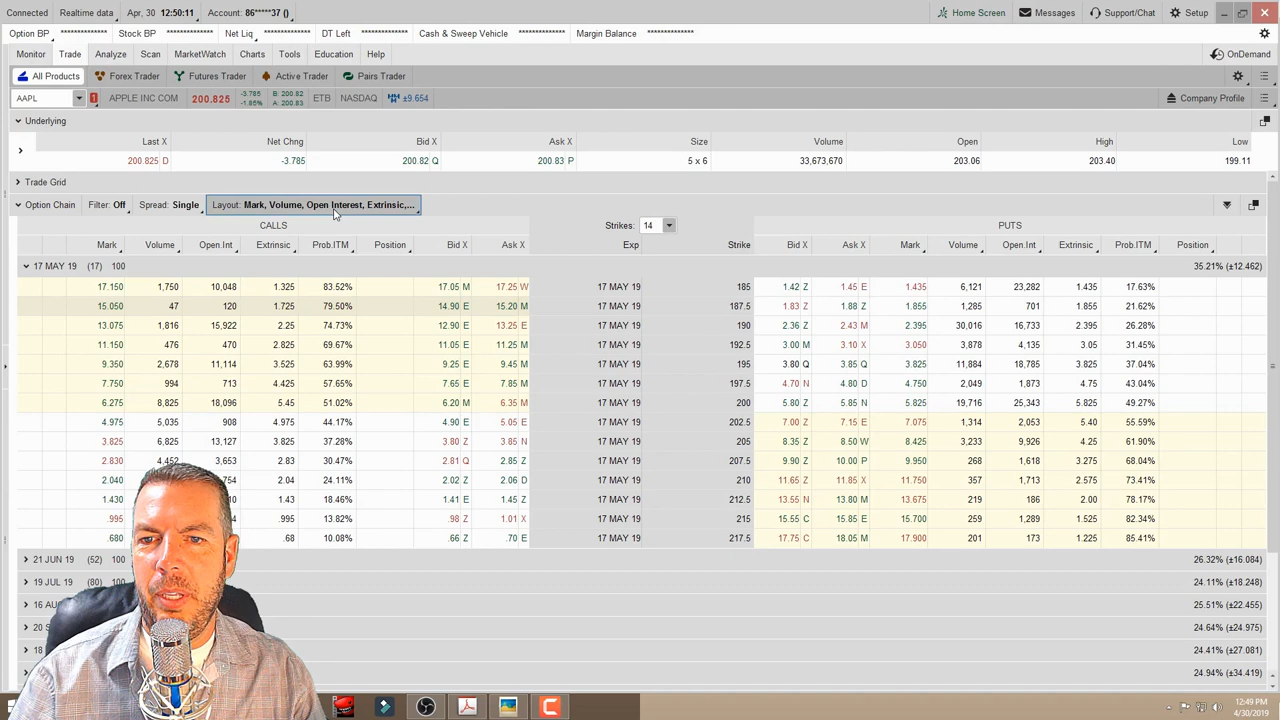 Connected Realtime data Apr, 30 12:50:11 Account: 86*****37 () Home Screen Messages Support/Chat Setup
Option BP ************* Stock BP ************* Net Liq ************* DT Left ************* Cash & Sweep Vehicle ************* Margin Balance *************
Monitor Trade Analyze Scan MarketWatch Charts Tools Education Help OnDemand
All Products Forex Trader Futures Trader Active Trader Pairs Trader
AAPL 1 APPLE INC COM 200.825 -3.785 -1.85% B: 200.82 A: 200.83 ETB NASDAQ ±9.654 Company Profile
Underlying
Last X Net Chng Bid X Ask X Size Volume Open High Low
200.825 D -3.785 200.82 Q 200.83 P 5 x 6 33,673,670 203.06 203.40 199.11
Trade Grid
Option Chain Filter: Off Spread: Single Layout: Mark, Volume, Open Interest, Extrinsic,...
CALLS Strikes: 14 PUTS
Mark Volume Open.Int Extrinsic Prob.ITM Position Bid X Ask X Exp Strike Bid X Ask X Mark Volume Open.Int Extrinsic Prob.ITM Position
17 MAY 19 (17) 100 35.21% (±12.462)
17.150 1,750 10,048 1.325 83.52% 17.05 M 17.25 W 17 MAY 19 185 1.42 Z 1.45 E 1.435 6,121 23,282 1.435 17.63%
15.050 47 120 1.725 79.50% 14.90 E 15.20 M 17 MAY 19 187.5 1.83 Z 1.88 Z 1.855 1,285 701 1.855 21.62%
13.075 1,816 15,922 2.25 74.73% 12.90 E 13.25 E 17 MAY 19 190 2.36 Z 2.43 M 2.395 30,016 16,733 2.395 26.28%
11.150 476 470 2.825 69.67% 11.05 E 11.25 M 17 MAY 19 192.5 3.00 M 3.10 X 3.050 3,878 4,135 3.05 31.45%
9.350 2,678 11,114 3.525 63.99% 9.25 E 9.45 M 17 MAY 19 195 3.80 Q 3.85 Q 3.825 11,884 18,785 3.825 37.04%
7.750 994 713 4.425 57.65% 7.65 E 7.85 M 17 MAY 19 197.5 4.70 N 4.80 D 4.750 2,049 1,873 4.75 43.04%
6.275 8,825 18,096 5.45 51.02% 6.20 M 6.35 M 17 MAY 19 200 5.80 Z 5.85 N 5.825 19,716 25,343 5.825 49.27%
4.975 5,035 908 4.975 44.17% 4.90 E 5.05 E 17 MAY 19 202.5 7.00 Z 7.15 E 7.075 1,314 2,053 5.40 55.59%
3.825 6,825 13,127 3.825 37.28% 3.80 Z 3.85 N 17 MAY 19 205 8.35 Z 8.50 W 8.425 3,233 9,926 4.25 61.90%
2.830 4,452 3,653 2.83 30.47% 2.81 Q 2.85 Z 17 MAY 19 207.5 9.90 Z 10.00 P 9.950 268 1,618 3.275 68.04%
2.040 754 2.04 24.11% 2.02 Z 2.06 D 17 MAY 19 210 11.65 Z 11.85 X 11.750 357 1,713 2.575 73.41%
1.430 1.43 18.46% 1.41 E 1.45 Z 17 MAY 19 212.5 13.55 N 13.80 M 13.675 219 186 2.00 78.17%
.995 .995 13.82% .98 Z 1.01 X 17 MAY 19 215 15.55 C 15.85 E 15.700 259 1,289 1.525 82.34%
.680 .68 10.08% .66 Z .70 E 17 MAY 19 217.5 17.75 C 18.05 M 17.900 201 173 1.225 85.41%
21 JUN 19 (52) 100 26.32% (±16.084)
19 JUL 19 (80) 100 24.11% (±18.248)
16 AU 25.51% (±22.455)
20 S 24.64% (±24.975)
18 24.41% (±27.081)
24.94% (±34.419)
12:49 PM
4/30/2019